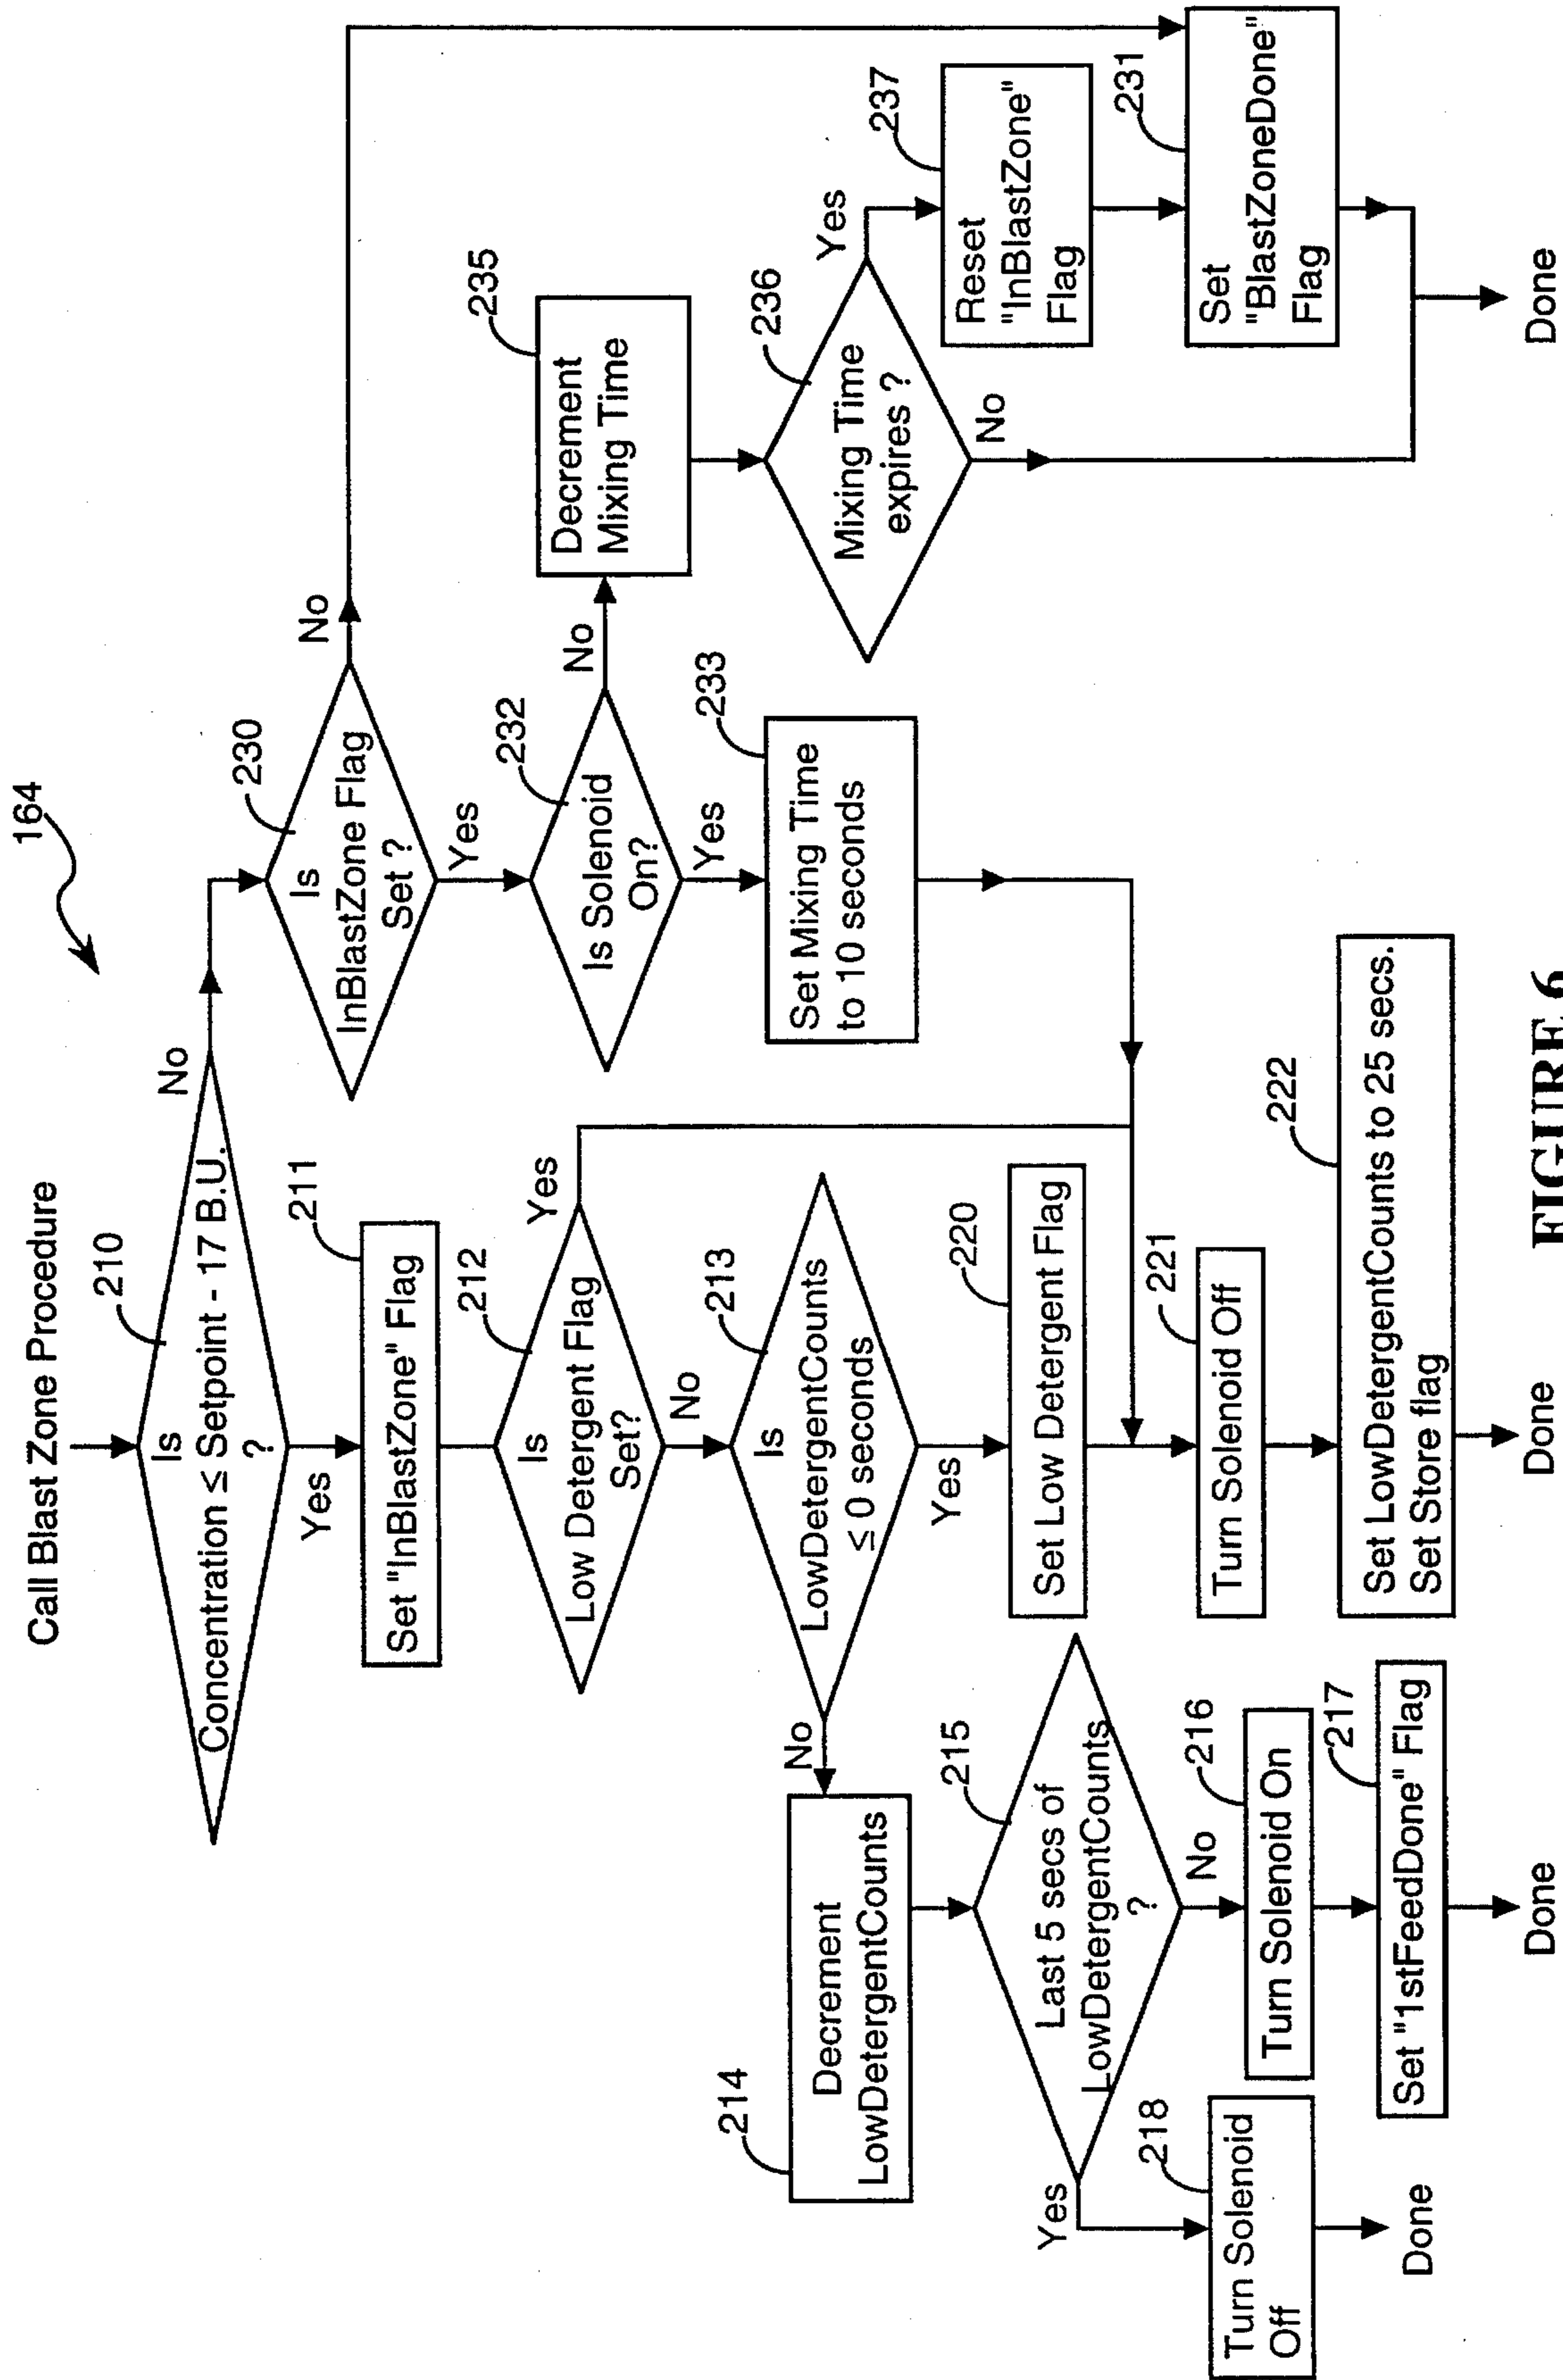 164
Call Blast Zone Procedure
210
Is
Concentration ≤ Setpoint - 17 B.U.
?
No
Yes
211
Set "InBlastZone" Flag
212
Is
Low Detergent Flag
Set?
Yes
No
213
Is
LowDetergentCounts
≤ 0 seconds
No
Yes
214
Decrement
LowDetergentCounts
215
Last 5 secs of
LowDetergentCounts
?
Yes
No
218
Turn Solenoid
Off
Done
216
Turn Solenoid On
217
Set "1stFeedDone" Flag
Done
220
Set Low Detergent Flag
221
Turn Solenoid Off
222
Set LowDetergentCounts to 25 secs.
Set Store flag
Done
230
Is
InBlastZone Flag
Set ?
No
Yes
232
Is Solenoid
On?
No
Yes
233
Set Mixing Time
to 10 seconds
235
Decrement
Mixing Time
236
Mixing Time
expires ?
Yes
No
237
Reset
"InBlastZone"
Flag
231
Set
"BlastZoneDone"
Flag
Done
FIGURE 6